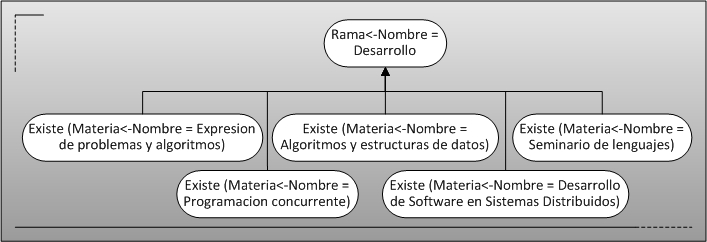 Rama<-Nombre =
Desarrollo
Existe (Materia<-Nombre = Expresion
de problemas y algoritmos)
Existe (Materia<-Nombre =
Algoritmos y estructuras de datos)
Existe (Materia<-Nombre =
Seminario de lenguajes)
Existe (Materia<-Nombre =
Programacion concurrente)
Existe (Materia<-Nombre = Desarrollo
de Software en Sistemas Distribuidos)